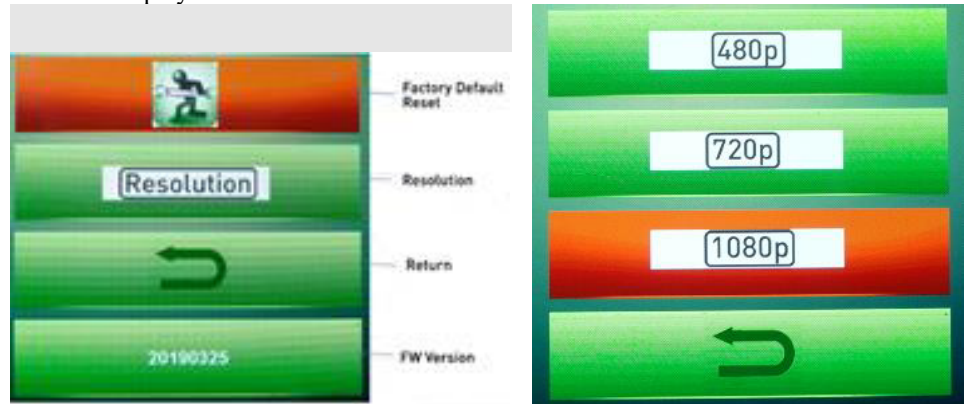 Factory Default
Reset
Resolution
Resolution
Return
20190325
FW Version
480p
720p
1080p